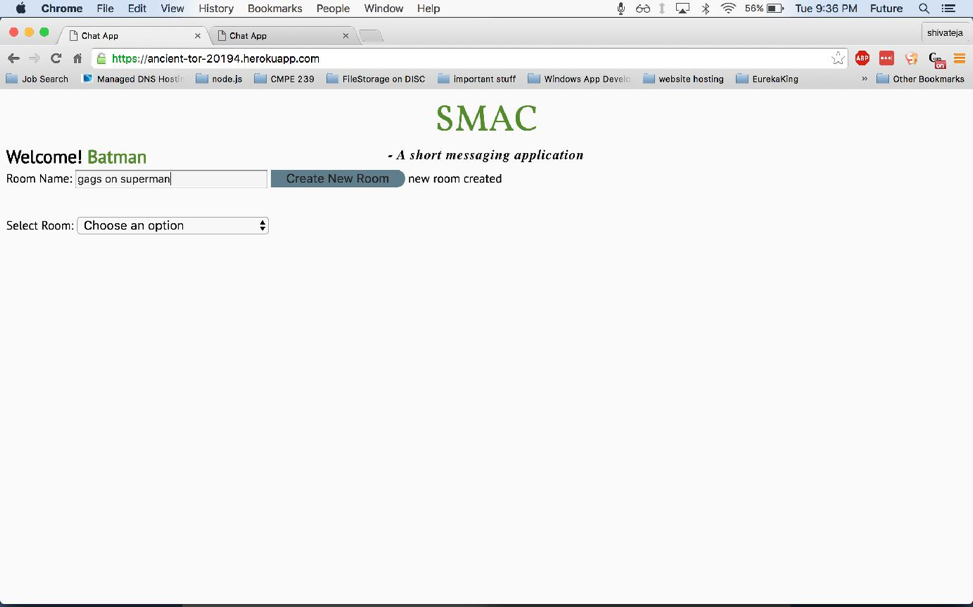 Chrome File Edit View History Bookmarks People Window Help 56% Tue 9:36 PM Future
Chat App Chat App shivateja
https://ancient-tor-20194.herokuapp.com ABP
Job Search Managed DNS Hostin node.js CMPE 239 FileStorage on DISC important stuff Windows App Develo website hosting EurekaKing » Other Bookmarks
SMAC
- A short messaging application
Welcome! Batman
Room Name: gags on superman Create New Room new room created
Select Room: Choose an option